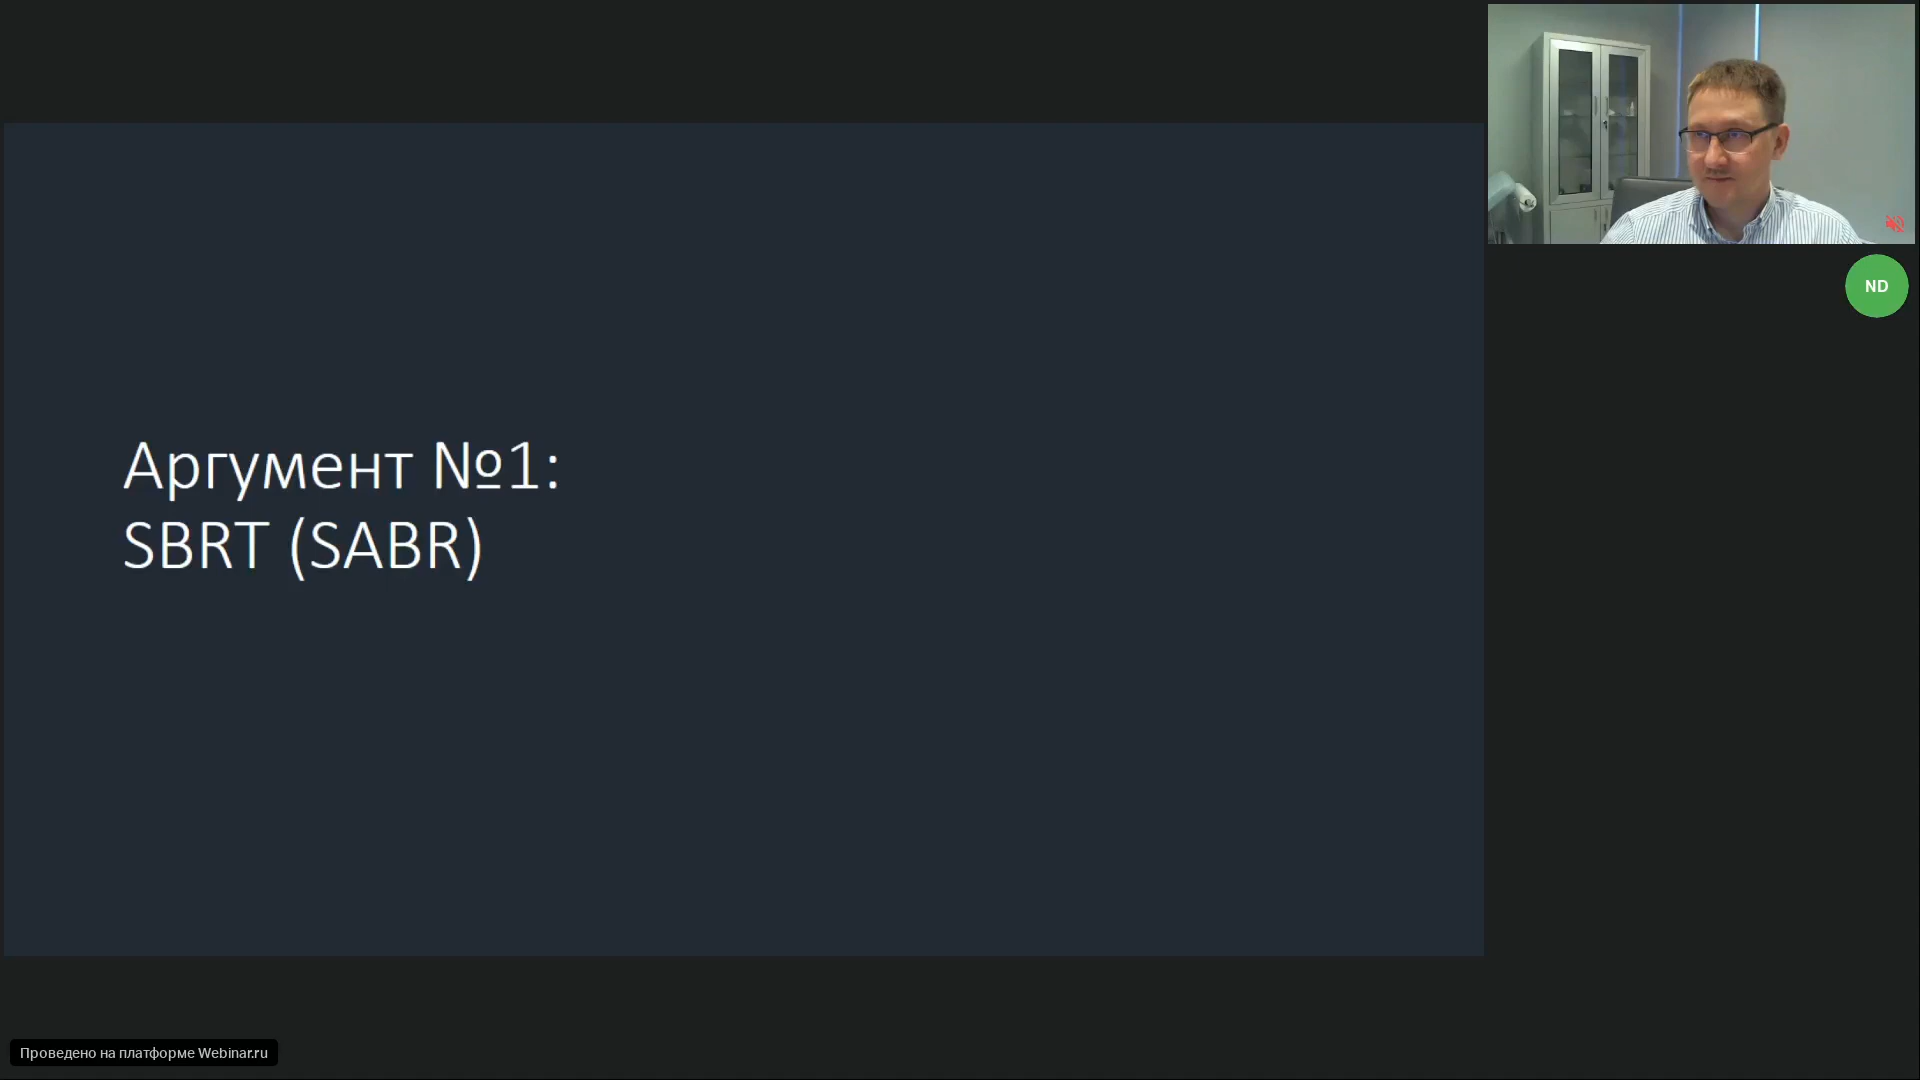 Аргумент №1:
SBRT (SABR)
ND
Проведено на платформе Webinar.ru